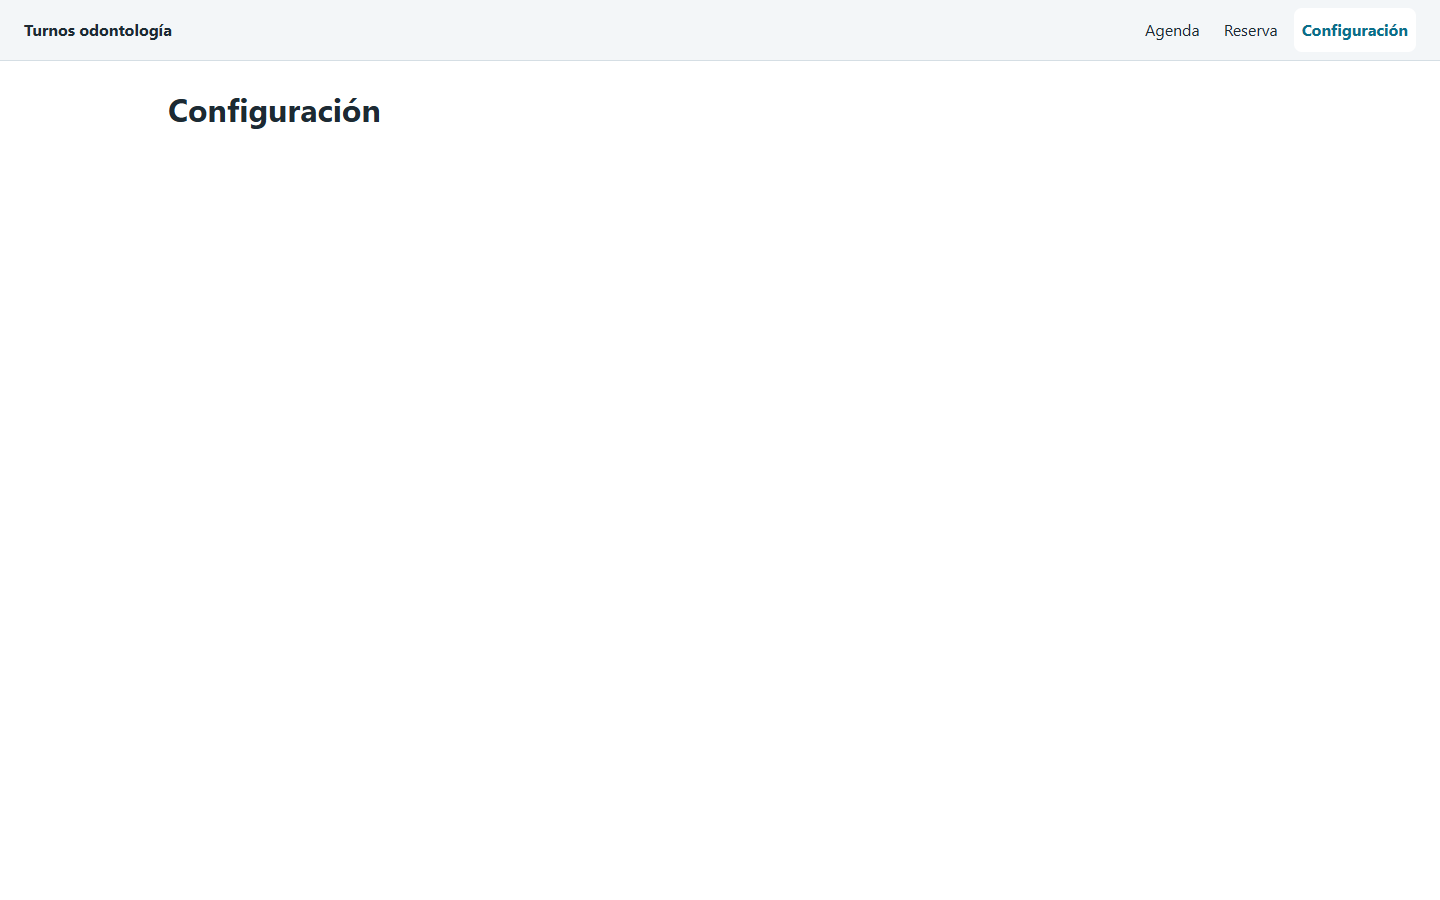 Turnos odontología
Agenda Reserva Configuración
Configuración